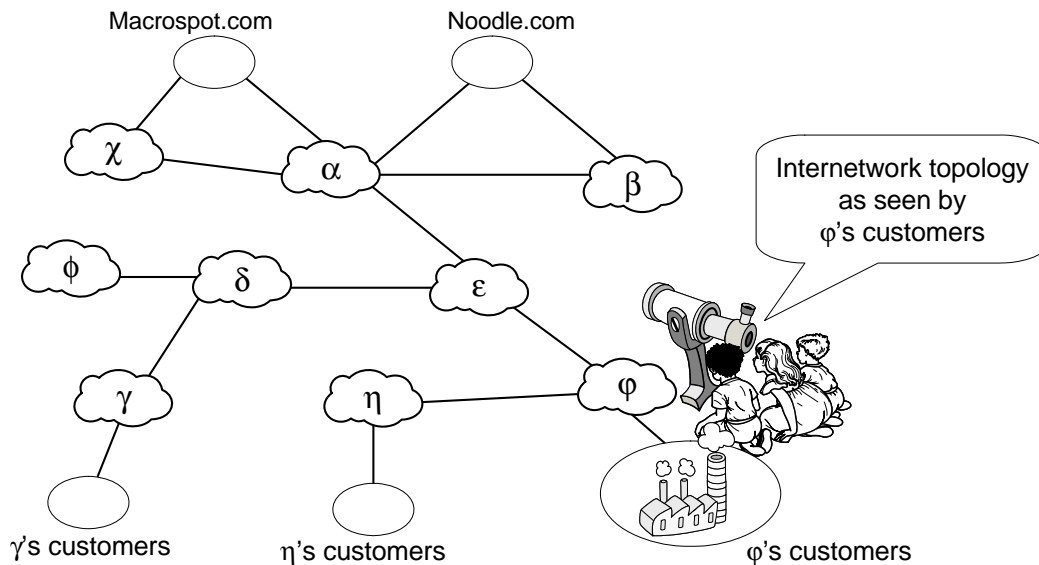 Macrospot.com
Noodle.com
χ
α
β
Internetwork topology
as seen by
φ's customers
ϕ
δ
ε
γ
η
φ
γ's customers
η's customers
φ's customers